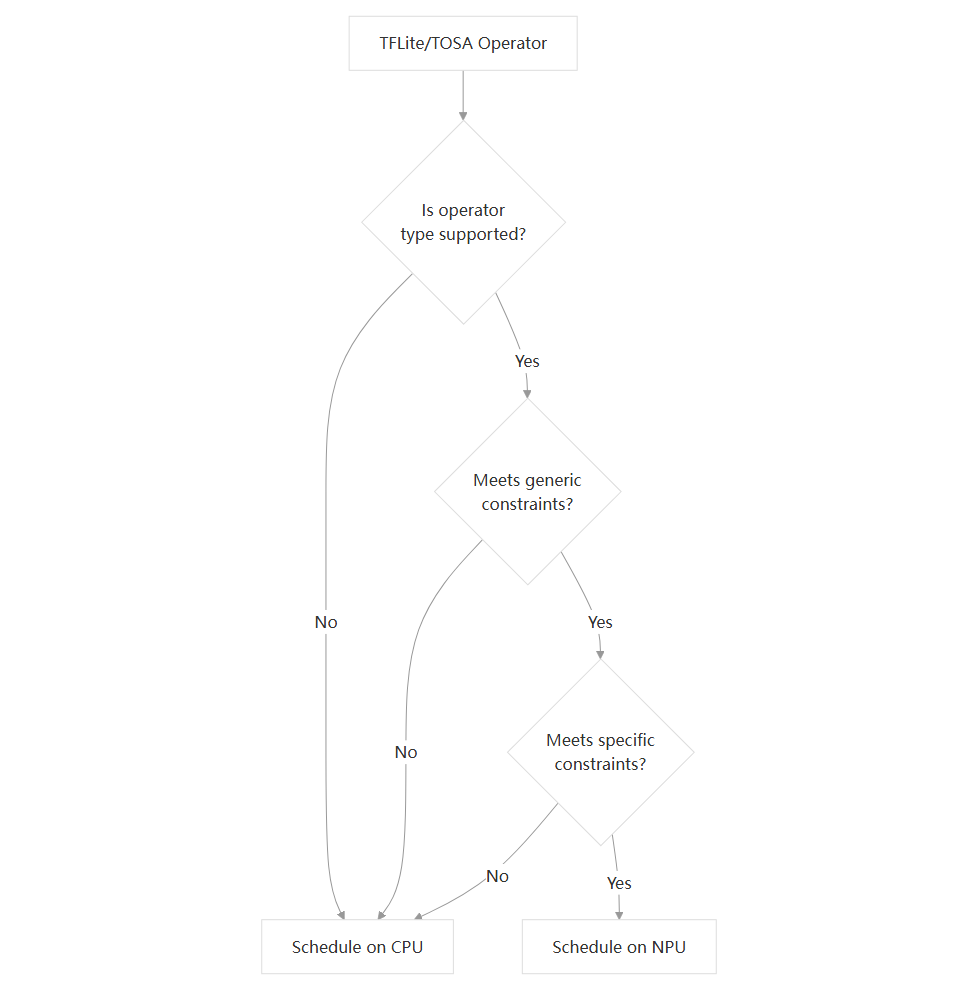 TFLite/TOSA Operator
Is operator
type supported?
Yes
Meets generic
constraints?
No
Yes
Meets specific
constraints?
No
No
Yes
Schedule on CPU
Schedule on NPU